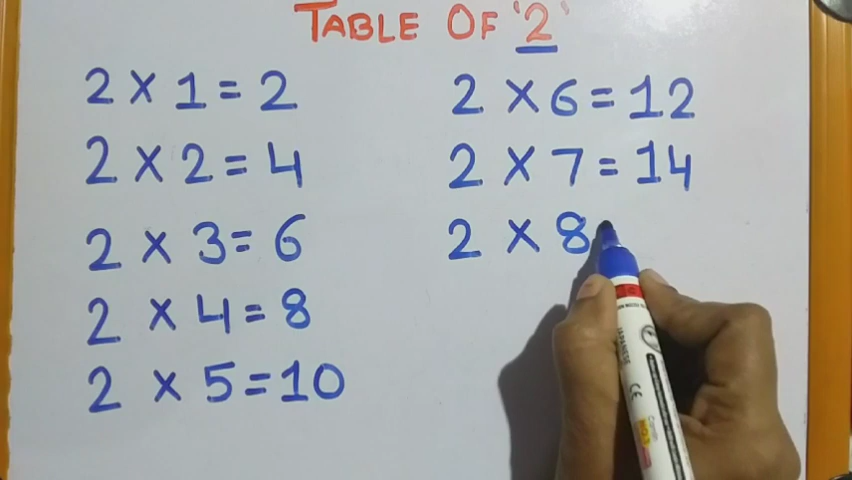 TABLE OF '2'
2 × 1 = 2
2 × 2 = 4
2 × 3 = 6
2 × 4 = 8
2 × 5 = 10
2 × 6 = 12
2 × 7 = 14
2 × 8
CE